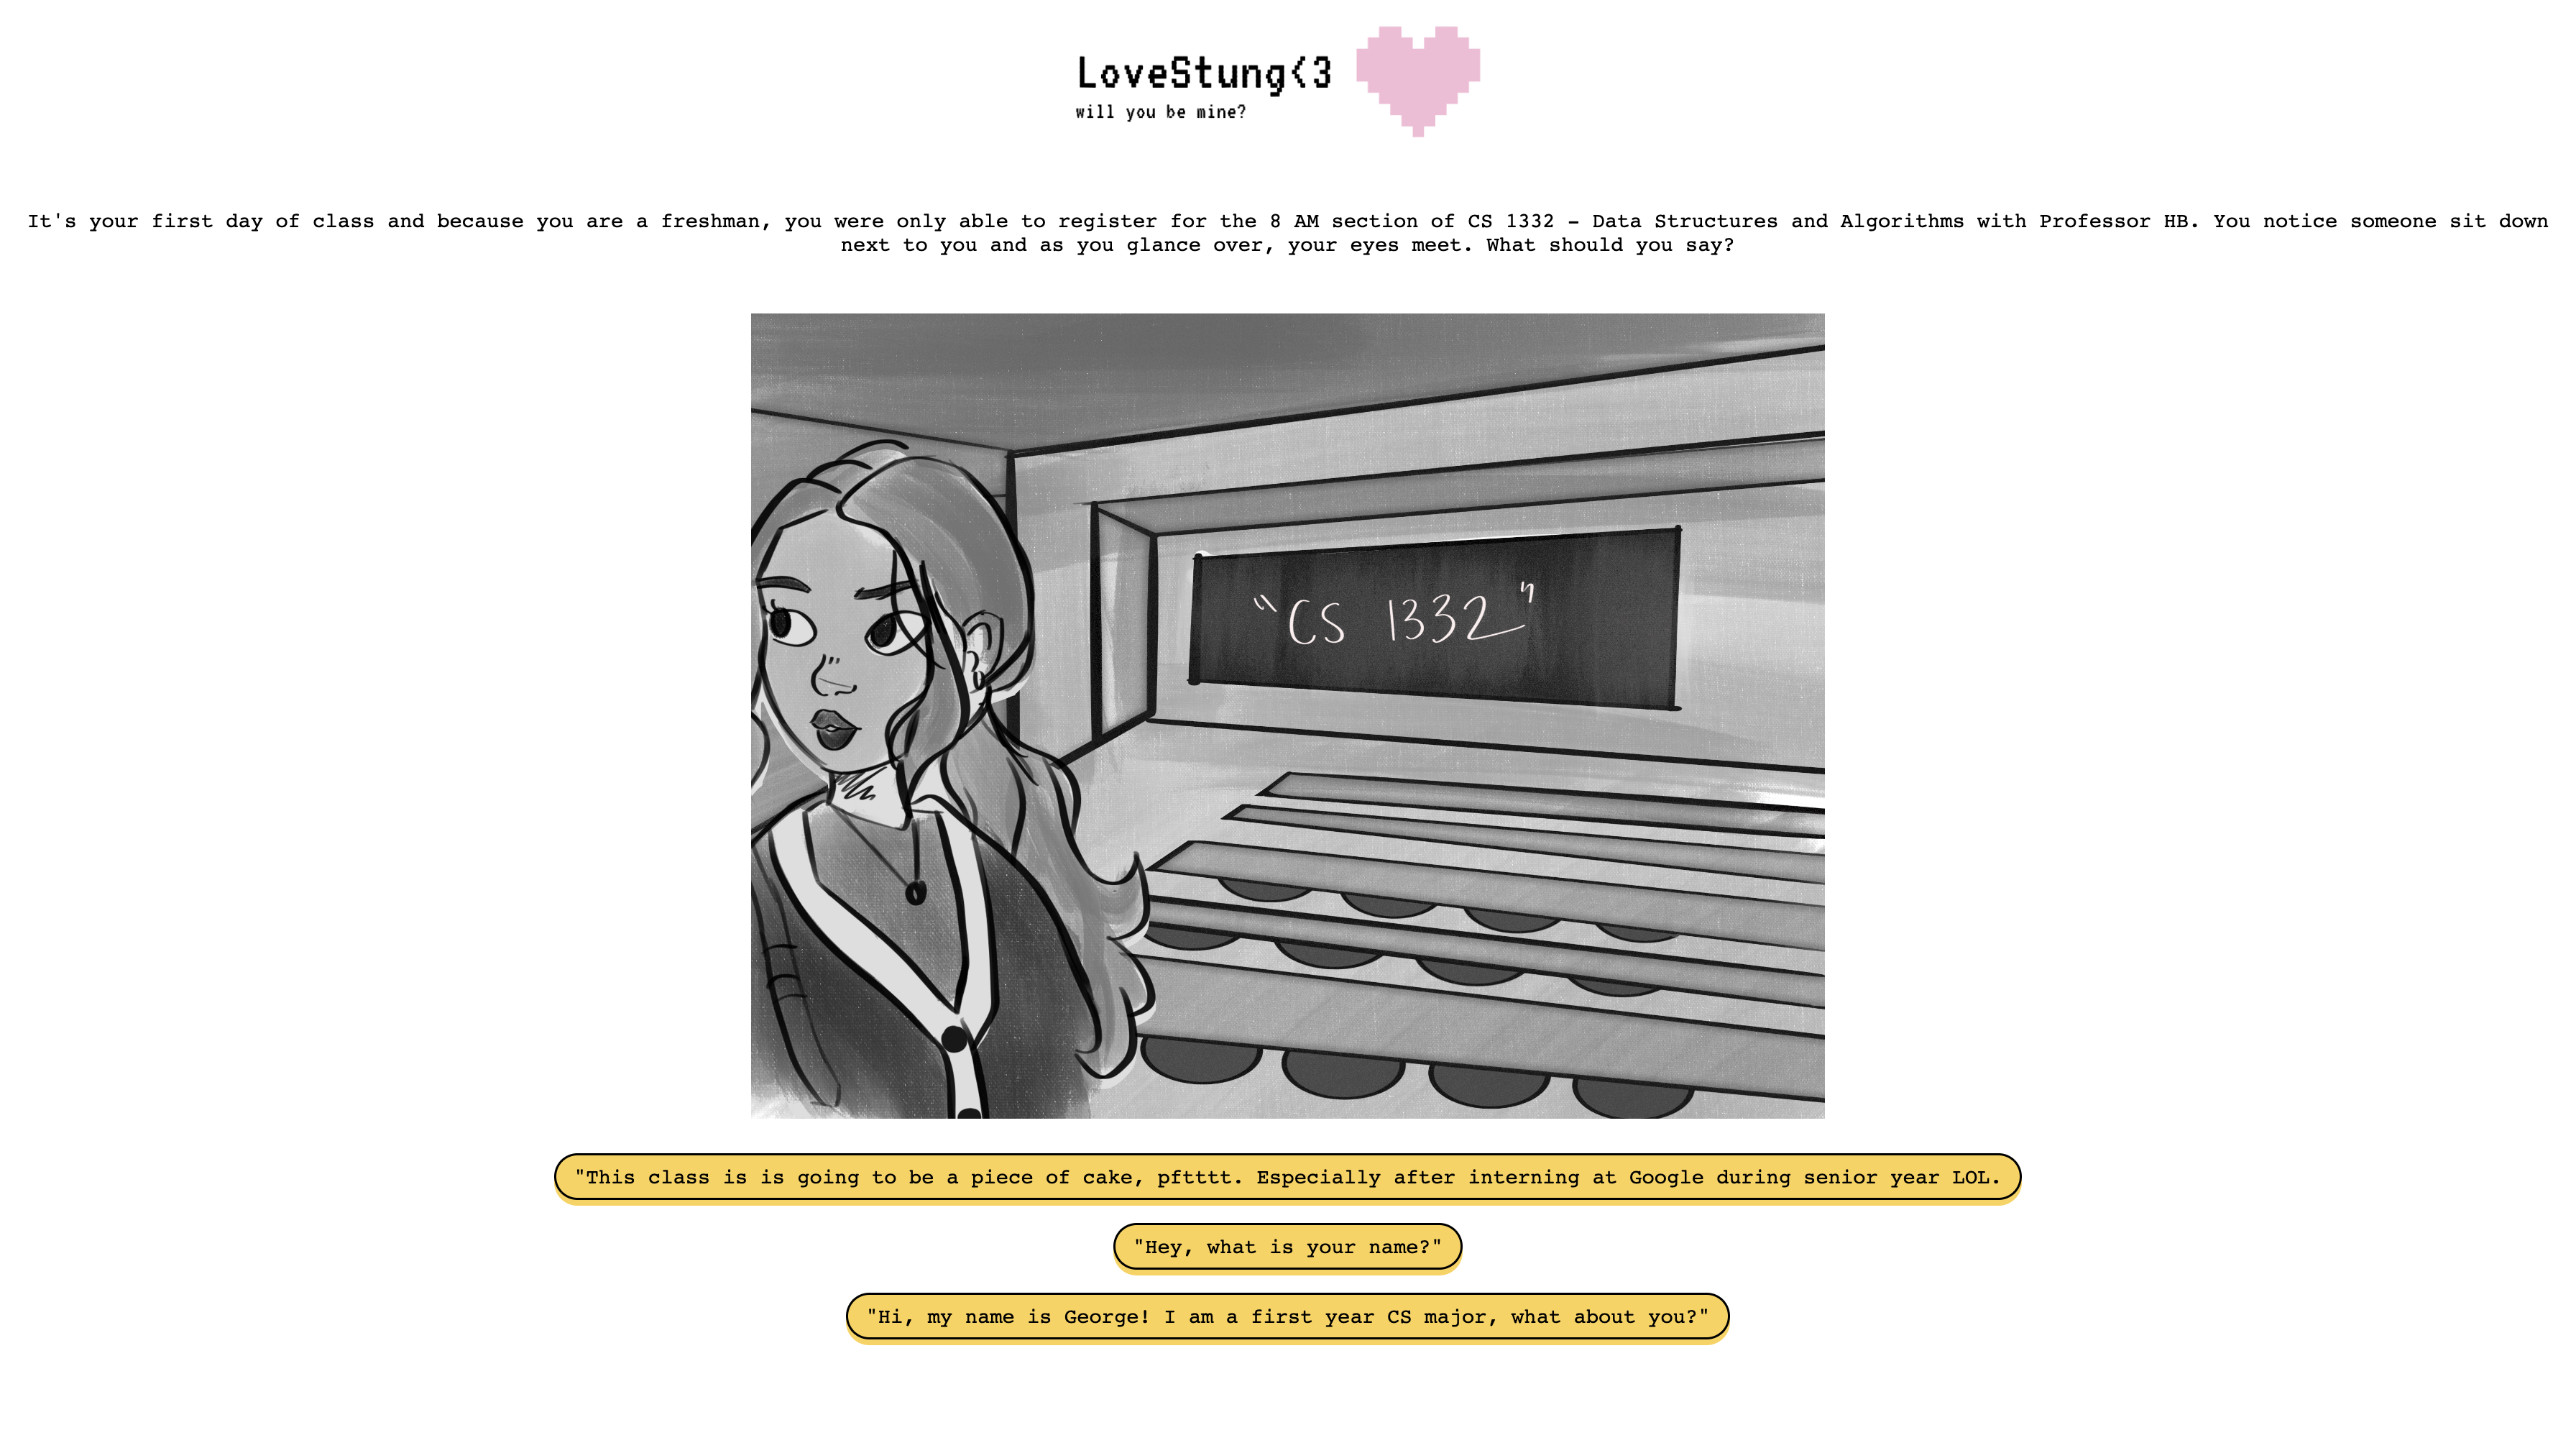 LoveStung<3
will you be mine?
It's your first day of class and because you are a freshman, you were only able to register for the 8 AM section of CS 1332 - Data Structures and Algorithms with Professor HB. You notice someone sit down
next to you and as you glance over, your eyes meet. What should you say?
"CS 1332"
"This class is is going to be a piece of cake, pftttt. Especially after interning at Google during senior year LOL.
"Hey, what is your name?"
"Hi, my name is George! I am a first year CS major, what about you?"